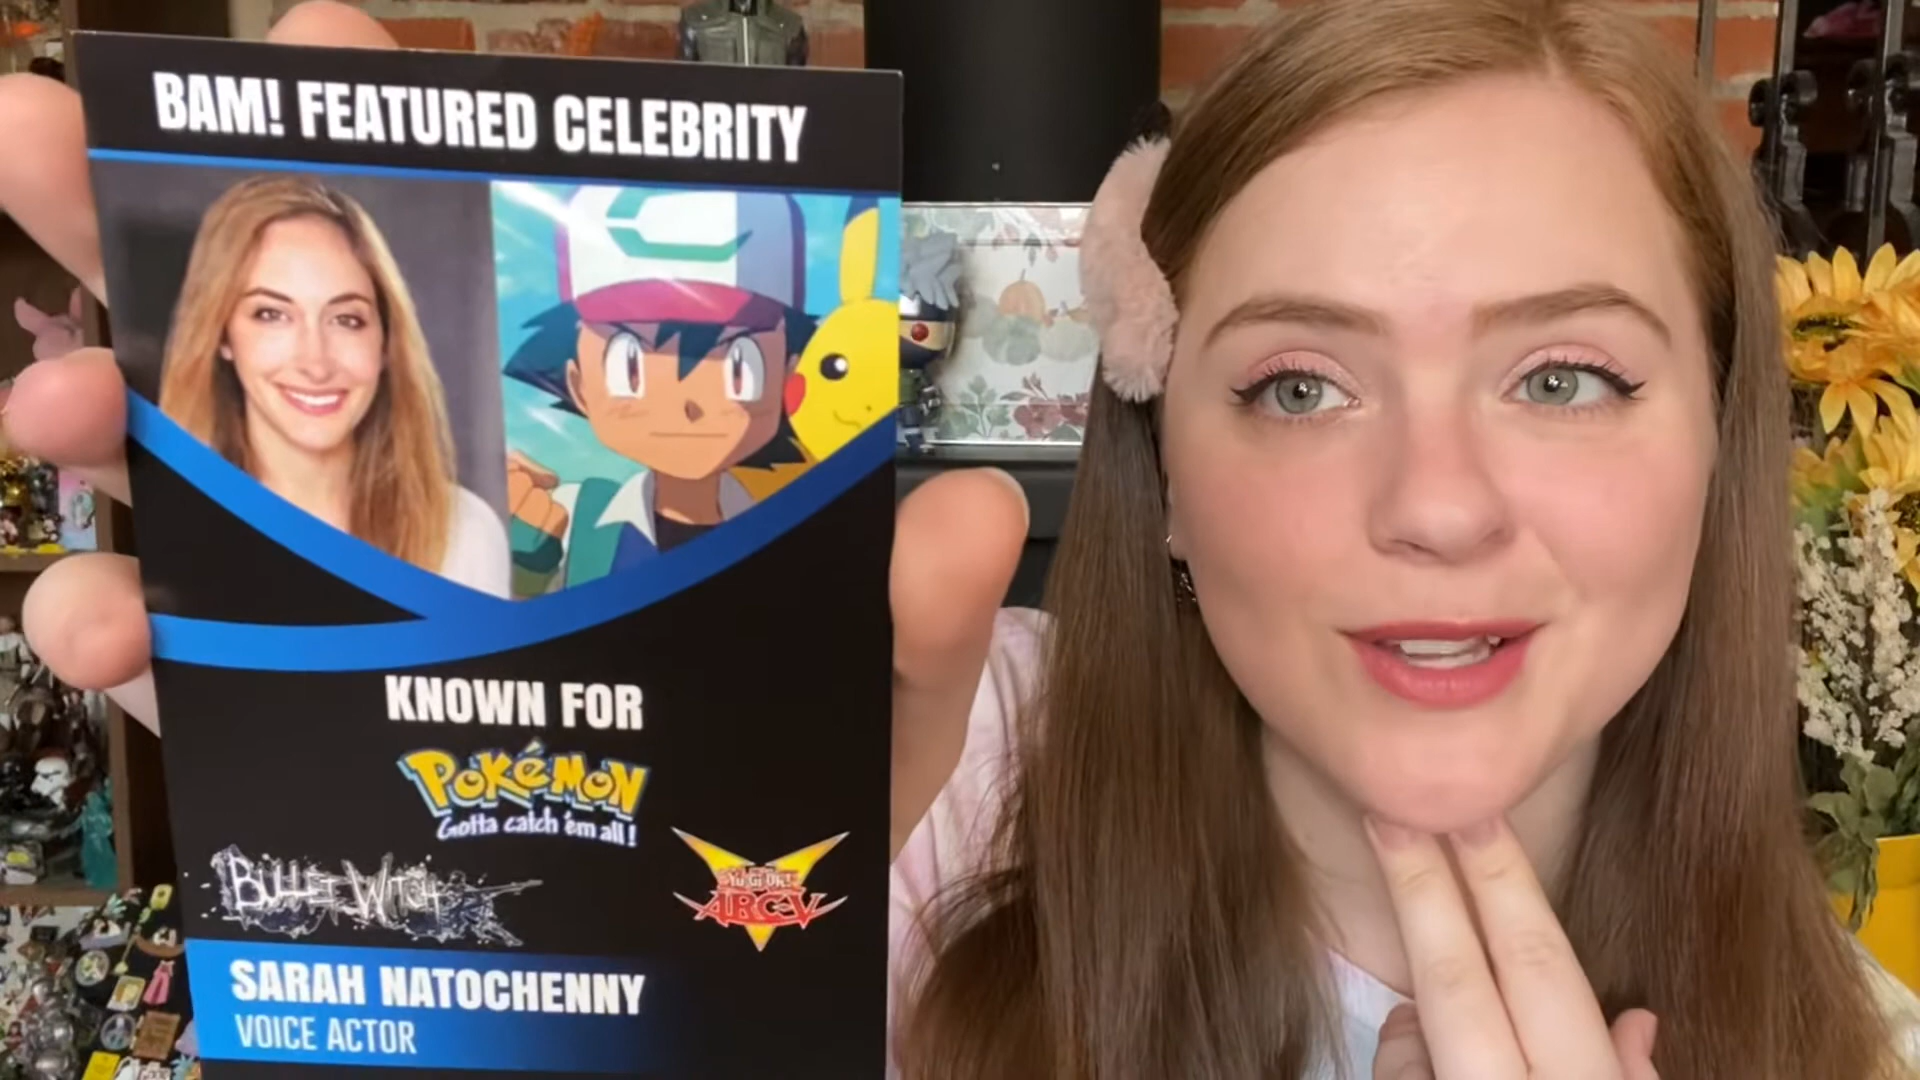 BAM! FEATURED CELEBRITY
KNOWN FOR
POKéMON
Gotta catch 'em all!
BULLET WITCH
Yu-Gi-Oh!
ARC-V
SARAH NATOCHENNY
VOICE ACTOR